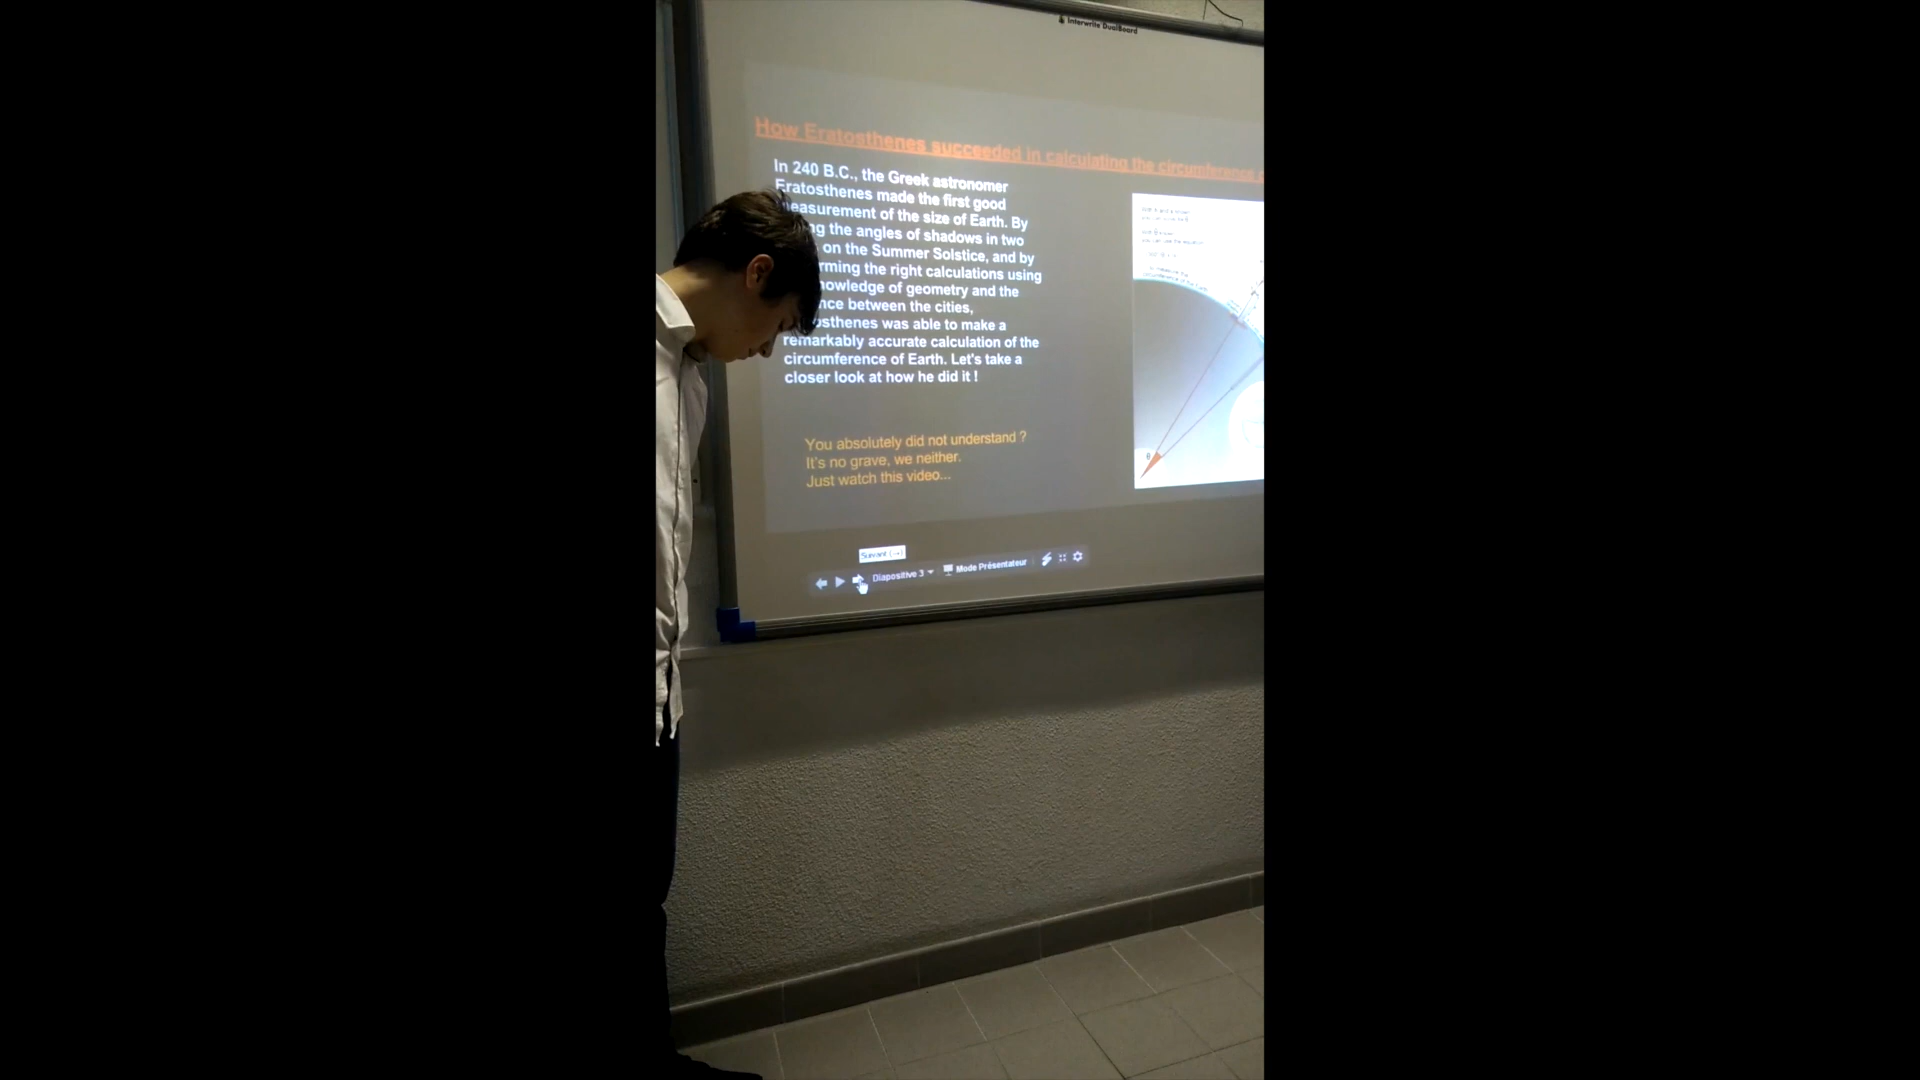 Interwrite DualBoard
How Eratosthenes succeeded in calculating the circumference
In 240 B.C., the Greek astronomer
Eratosthenes made the first good
easurement of the size of Earth. By
ng the angles of shadows in two
on the Summer Solstice, and by
rming the right calculations using
nowledge of geometry and the
nce between the cities,
osthenes was able to make a
remarkably accurate calculation of the
circumference of Earth. Let's take a
closer look at how he did it !
You absolutely did not understand ?
It's no grave, we neither.
Just watch this video...
θ
Suivant (→)
Diapositive 3
Mode Présentateur